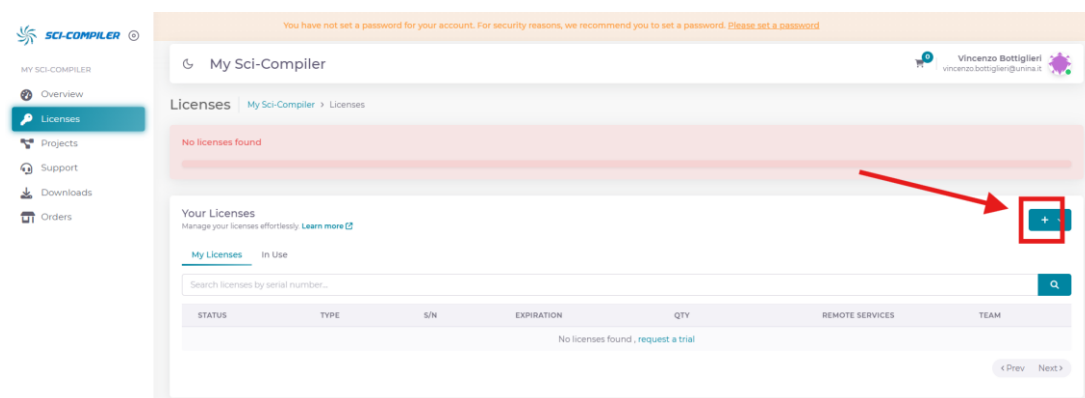 You have not set a password for your account. For security reasons, we recommend you to set a password. Please set a password
SCI-COMPILER
MY SCI-COMPILER
Overview
Licenses
Projects
Support
Downloads
Orders
My Sci-Compiler
0
Vincenzo Bottiglieri
vincenzo.bottiglieri@unina.it
Licenses My Sci-Compiler > Licenses
No licenses found
Your Licenses
Manage your licenses effortlessly. Learn more
+
My Licenses In Use
Search licenses by serial number...
STATUS TYPE S/N EXPIRATION QTY REMOTE SERVICES TEAM
No licenses found , request a trial
<Prev Next>